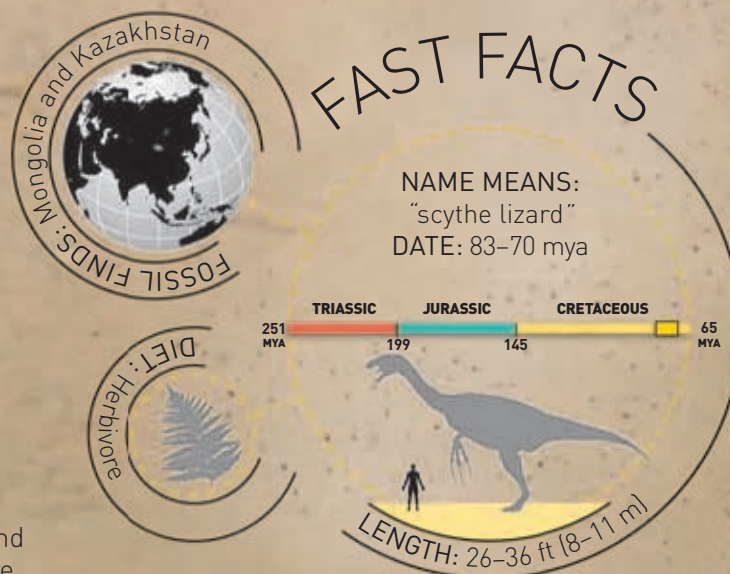 FAST FACTS
FOSSIL FINDS: Mongolia and Kazakhstan
NAME MEANS:
“scythe lizard”
DATE: 83–70 mya
TRIASSIC JURASSIC CRETACEOUS
251 MYA
199
145
65 MYA
DIET: Herbivore
LENGTH: 26–36 ft (8–11 m)